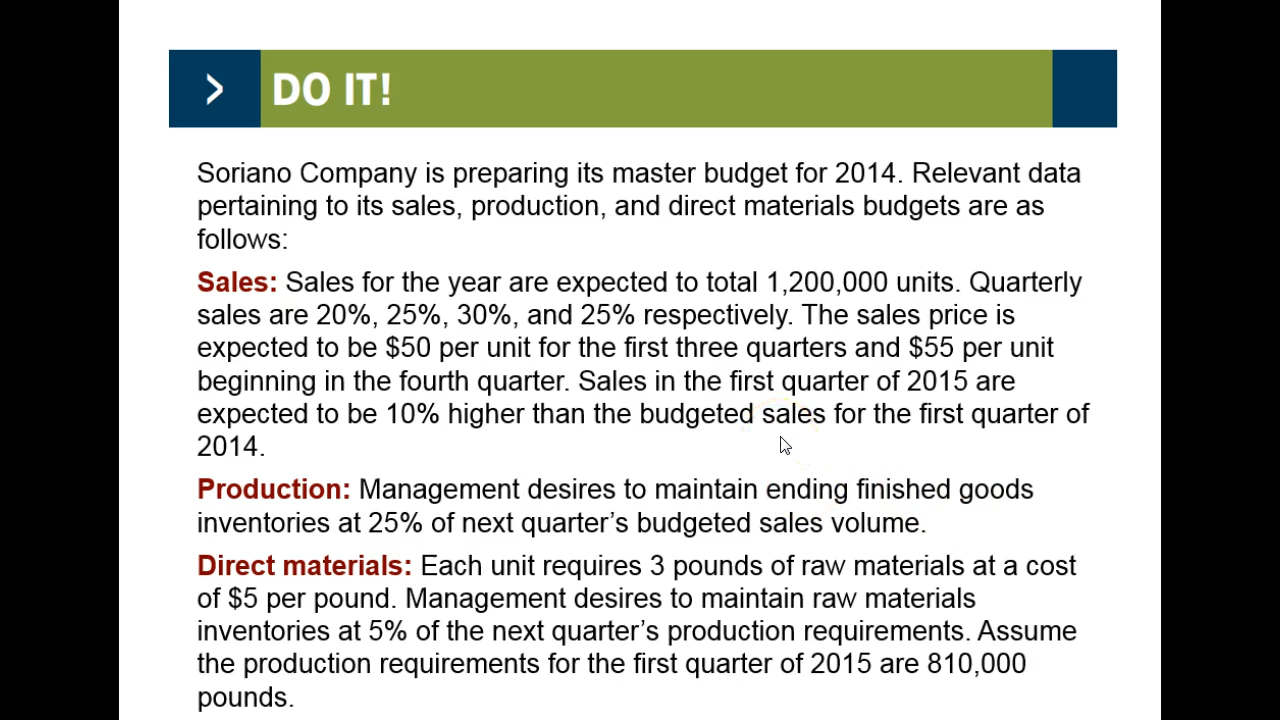 > DO IT!
Soriano Company is preparing its master budget for 2014. Relevant data
pertaining to its sales, production, and direct materials budgets are as
follows:
Sales: Sales for the year are expected to total 1,200,000 units. Quarterly
sales are 20%, 25%, 30%, and 25% respectively. The sales price is
expected to be $50 per unit for the first three quarters and $55 per unit
beginning in the fourth quarter. Sales in the first quarter of 2015 are
expected to be 10% higher than the budgeted sales for the first quarter of
2014.
Production: Management desires to maintain ending finished goods
inventories at 25% of next quarter’s budgeted sales volume.
Direct materials: Each unit requires 3 pounds of raw materials at a cost
of $5 per pound. Management desires to maintain raw materials
inventories at 5% of the next quarter’s production requirements. Assume
the production requirements for the first quarter of 2015 are 810,000
pounds.